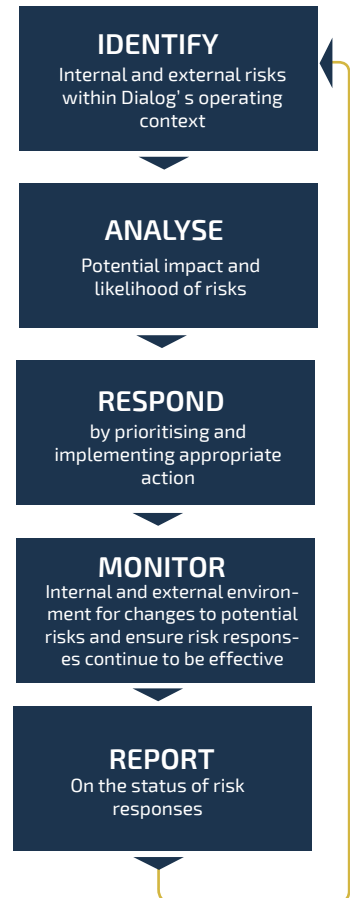 IDENTIFY
Internal and external risks
within Dialog’ s operating
context
ANALYSE
Potential impact and
likelihood of risks
RESPOND
by prioritising and
implementing appropriate
action
MONITOR
Internal and external environ-
ment for changes to potential
risks and ensure risk respons-
es continue to be effective
REPORT
On the status of risk
responses